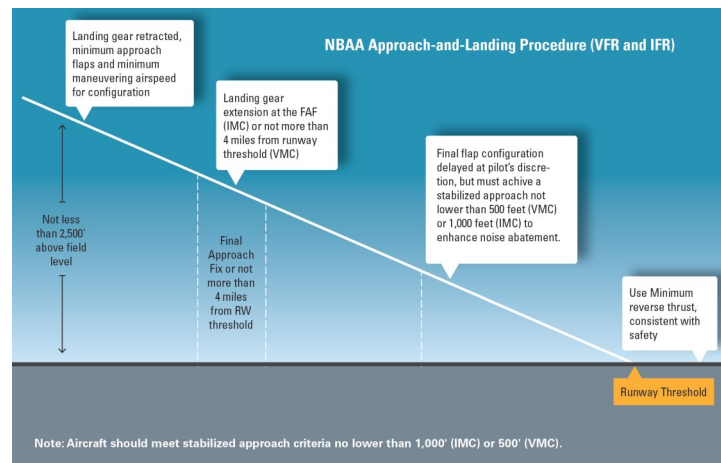 NBAA Approach-and-Landing Procedure (VFR and IFR)
Landing gear retracted,
minimum approach
flaps and minimum
maneuvering airspeed
for configuration
Landing gear
extension at the FAF
(IMC) or not more than
4 miles from runway
threshold (VMC)
Final flap configuration
delayed at pilot's discre-
tion, but must achive a
stabilized approach not
lower than 500 feet (VMC)
or 1,000 feet (IMC) to
enhance noise abatement.
Not less
than 2,500'
above field
level
Final
Approach
Fix or not
more than
4 miles
from RW
threshold
Use Minimum
reverse thrust,
consistent with
safety
Runway Threshold
Note: Aircraft should meet stabilized approach criteria no lower than 1,000' (IMC) or 500' (VMC).